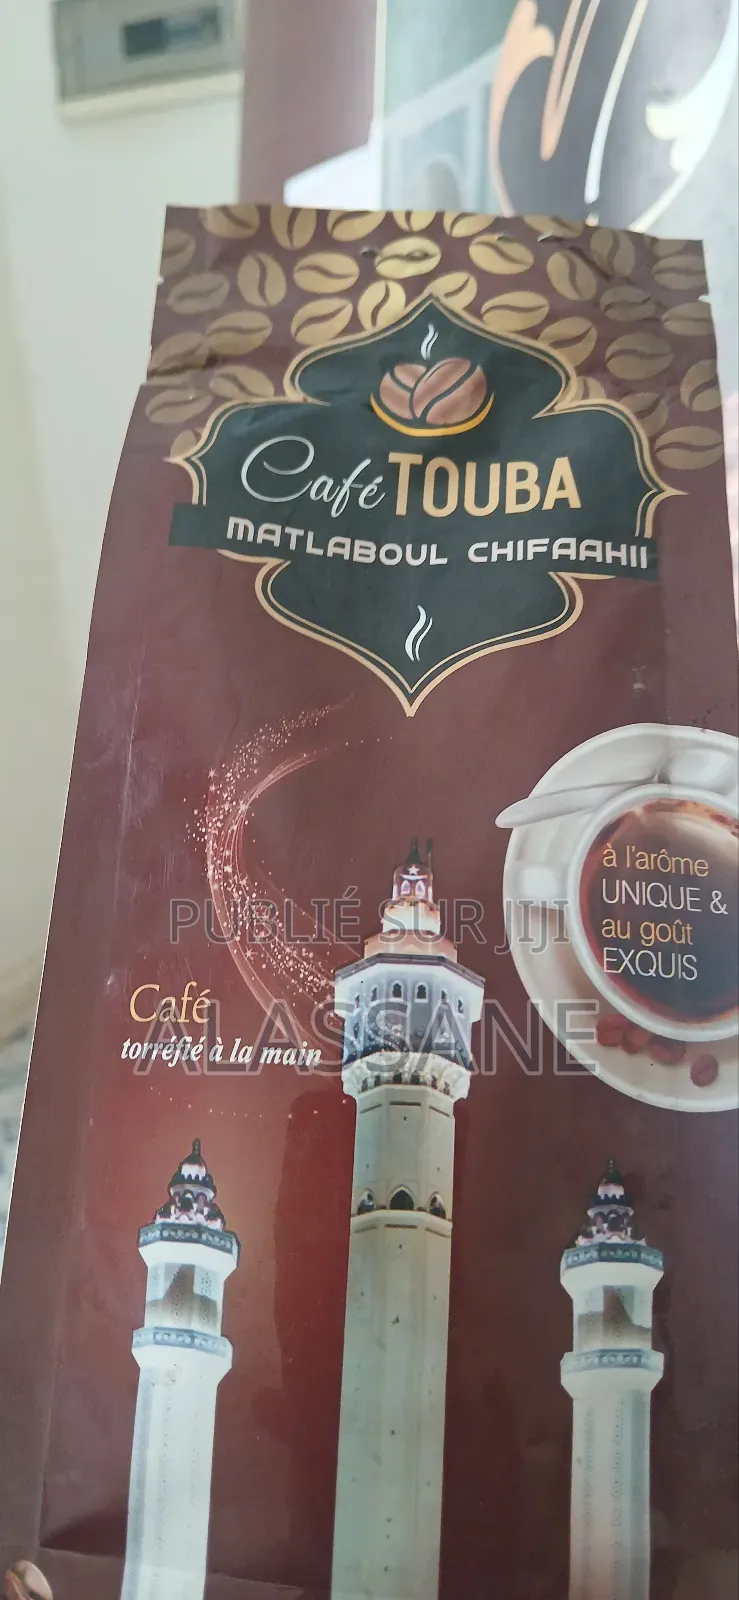 Café TOUBA
MATLABOUL CHIFAAHII
à l'arôme
UNIQUE &
au goût
EXQUIS
PUBLIÉ SUR JIJI
ALASSANE
Café
torréfié à la main